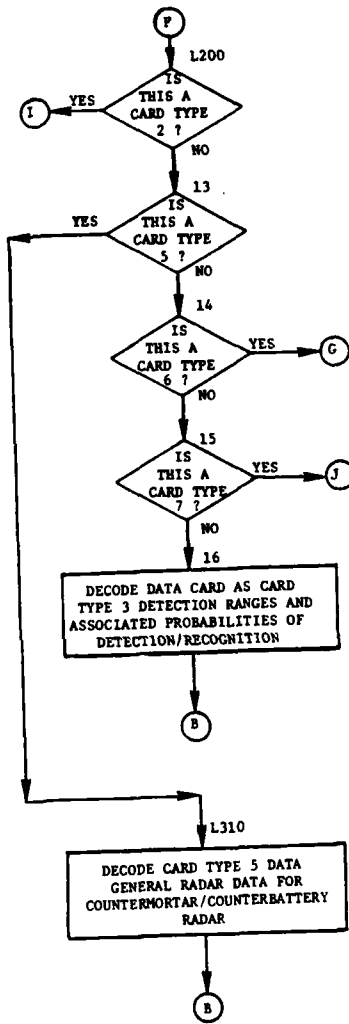 F
L200
IS
THIS A
CARD TYPE
2 ?
YES
I
NO
13
IS
THIS A
CARD TYPE
5 ?
YES
NO
14
IS
THIS A
CARD TYPE
6 ?
YES
G
NO
15
IS
THIS A
CARD TYPE
7 ?
YES
J
NO
16
DECODE DATA CARD AS CARD
TYPE 3 DETECTION RANGES AND
ASSOCIATED PROBABILITIES OF
DETECTION/RECOGNITION
B
L310
DECODE CARD TYPE 5 DATA
GENERAL RADAR DATA FOR
COUNTERMORTAR/COUNTERBATTERY
RADAR
B